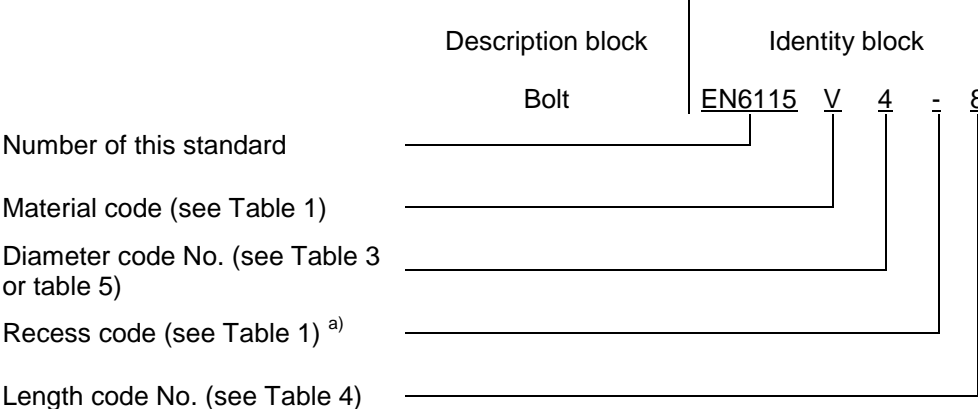 Description block Identity block
Bolt EN6115 V 4 - 8
Number of this standard
Material code (see Table 1)
Diameter code No. (see Table 3
or table 5)
Recess code (see Table 1) a)
Length code No. (see Table 4)